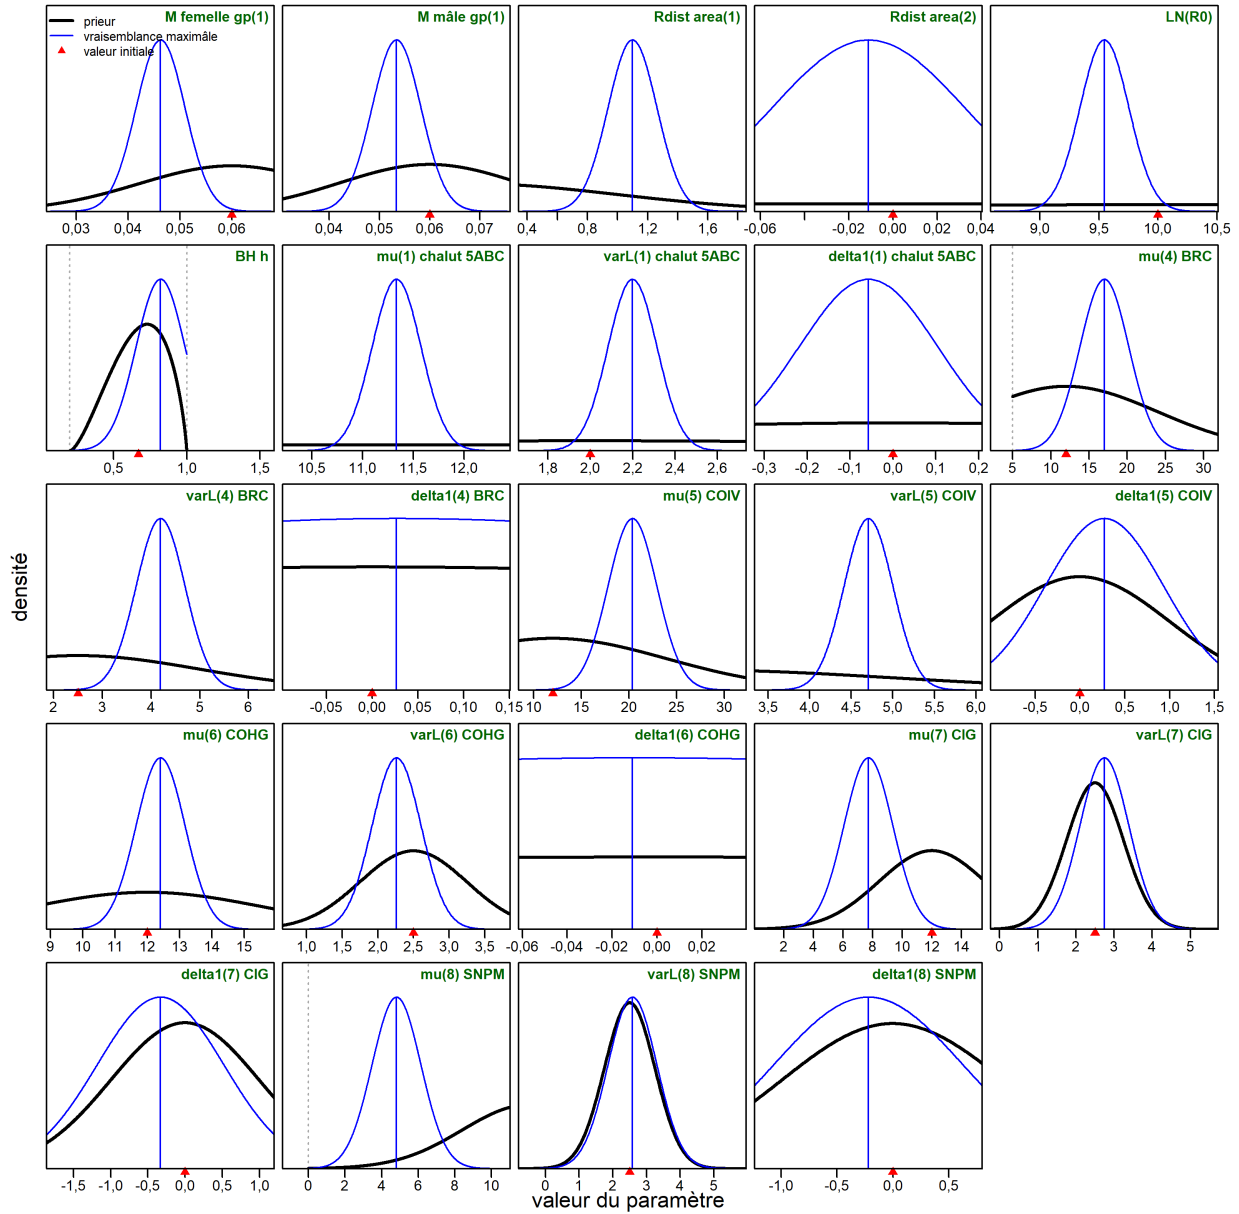 M femelle gp(1)
prieur
vraisemblance maximâle
valeur initiale
0,03 0,04 0,05 0,06
M mâle gp(1)
0,04 0,05 0,06 0,07
Rdist area(1)
0,4 0,8 1,2 1,6
Rdist area(2)
-0,06 -0,02 0,00 0,02 0,04
LN(R0)
9,0 9,5 10,0 10,5
BH h
0,5 1,0 1,5
mu(1) chalut 5ABC
10,5 11,0 11,5 12,0
varL(1) chalut 5ABC
1,8 2,0 2,2 2,4 2,6
delta1(1) chalut 5ABC
-0,3 -0,2 -0,1 0,0 0,1 0,2
mu(4) BRC
5 10 15 20 25 30
varL(4) BRC
2 3 4 5 6
delta1(4) BRC
-0,05 0,00 0,05 0,10 0,15
mu(5) COIV
10 15 20 25 30
varL(5) COIV
3,5 4,0 4,5 5,0 5,5 6,0
delta1(5) COIV
-0,5 0,0 0,5 1,0 1,5
densité
mu(6) COHG
9 10 11 12 13 14 15
varL(6) COHG
1,0 1,5 2,0 2,5 3,0 3,5
delta1(6) COHG
-0,06 -0,04 -0,02 0,00 0,02
mu(7) CIG
2 4 6 8 10 12 14
varL(7) CIG
0 1 2 3 4 5
delta1(7) CIG
-1,5 -1,0 -0,5 0,0 0,5 1,0
mu(8) SNPM
0 2 4 6 8 10
varL(8) SNPM
0 1 2 3 4 5
delta1(8) SNPM
-1,0 -0,5 0,0 0,5
valeur du paramètre